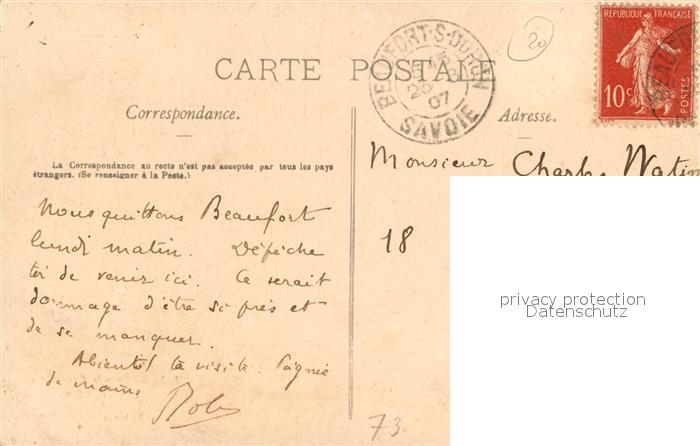 20
REPUBLIQUE FRANÇAISE
10c
POSTES
BEAUFORT-S-DORON
25
07
SAVOIE
CARTE POSTALE
Correspondance.
Adresse.
La Correspondance au recto n'est pas acceptée par tous les pays
étrangers. (Se renseigner à la Poste.)
Monsieur Charles
18
Nous quittons Beaufort
lundi matin. Dépêche
toi de venir ici. Ce serait
dommage d'être si près et
de se manquer.
Abientôt ta visite. Poignée
de mains
privacy protection
Datenschutz
73